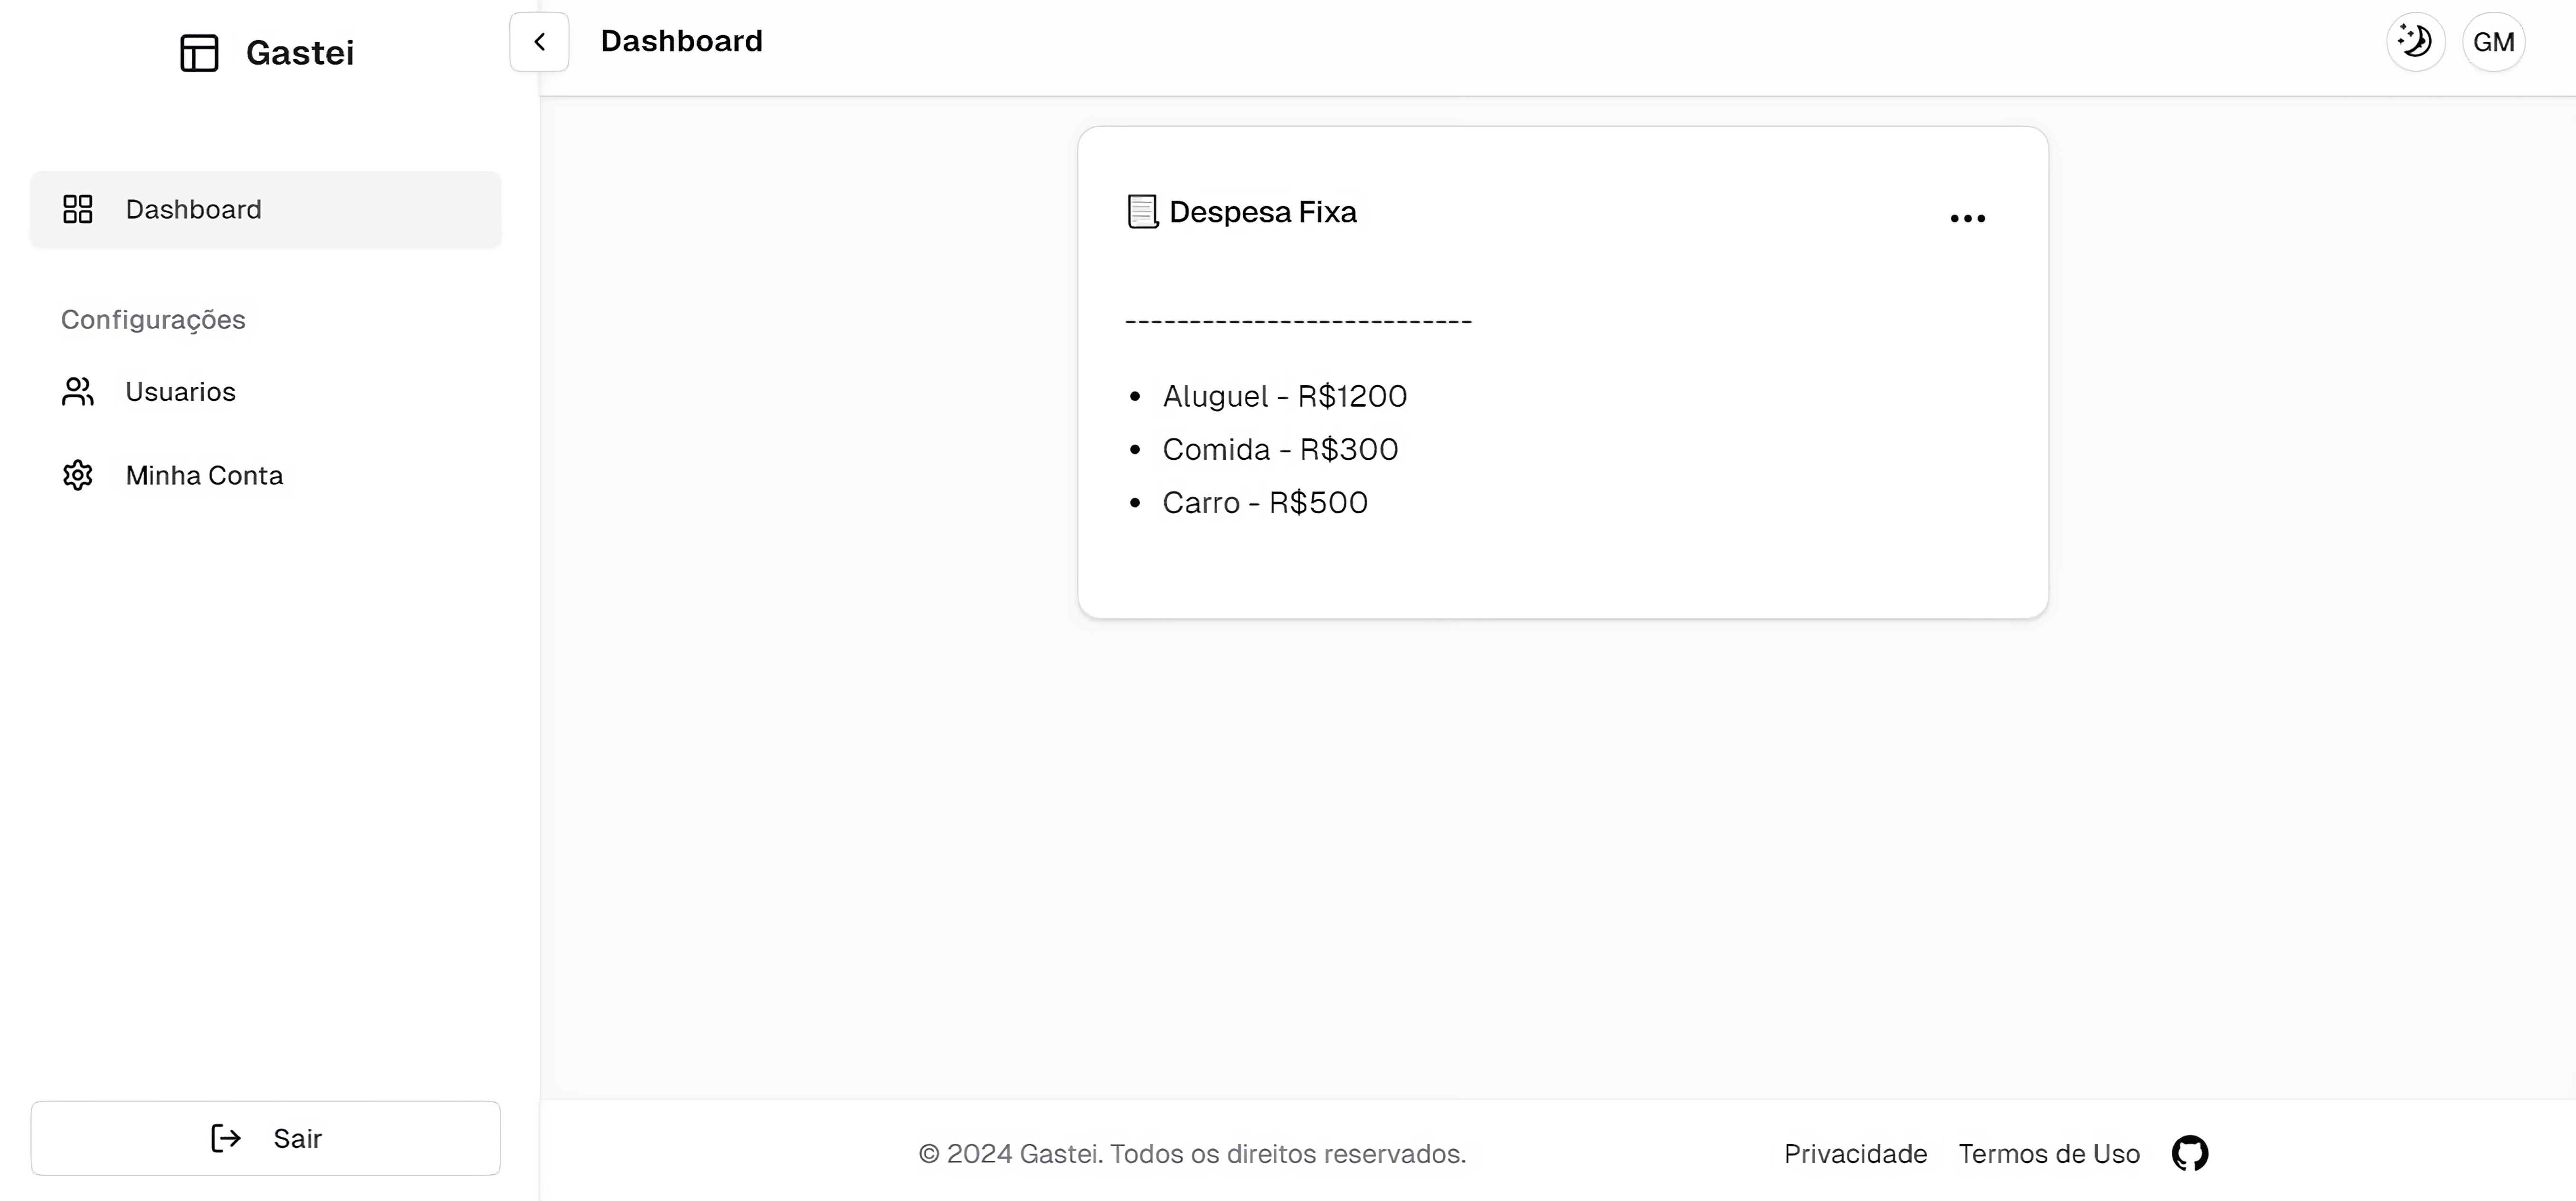 Gastei
Dashboard
GM
Dashboard
Configurações
Usuarios
Minha Conta
Sair
Despesa Fixa
---------------------------
• Aluguel - R$1200
• Comida - R$300
• Carro - R$500
© 2024 Gastei. Todos os direitos reservados.
Privacidade
Termos de Uso